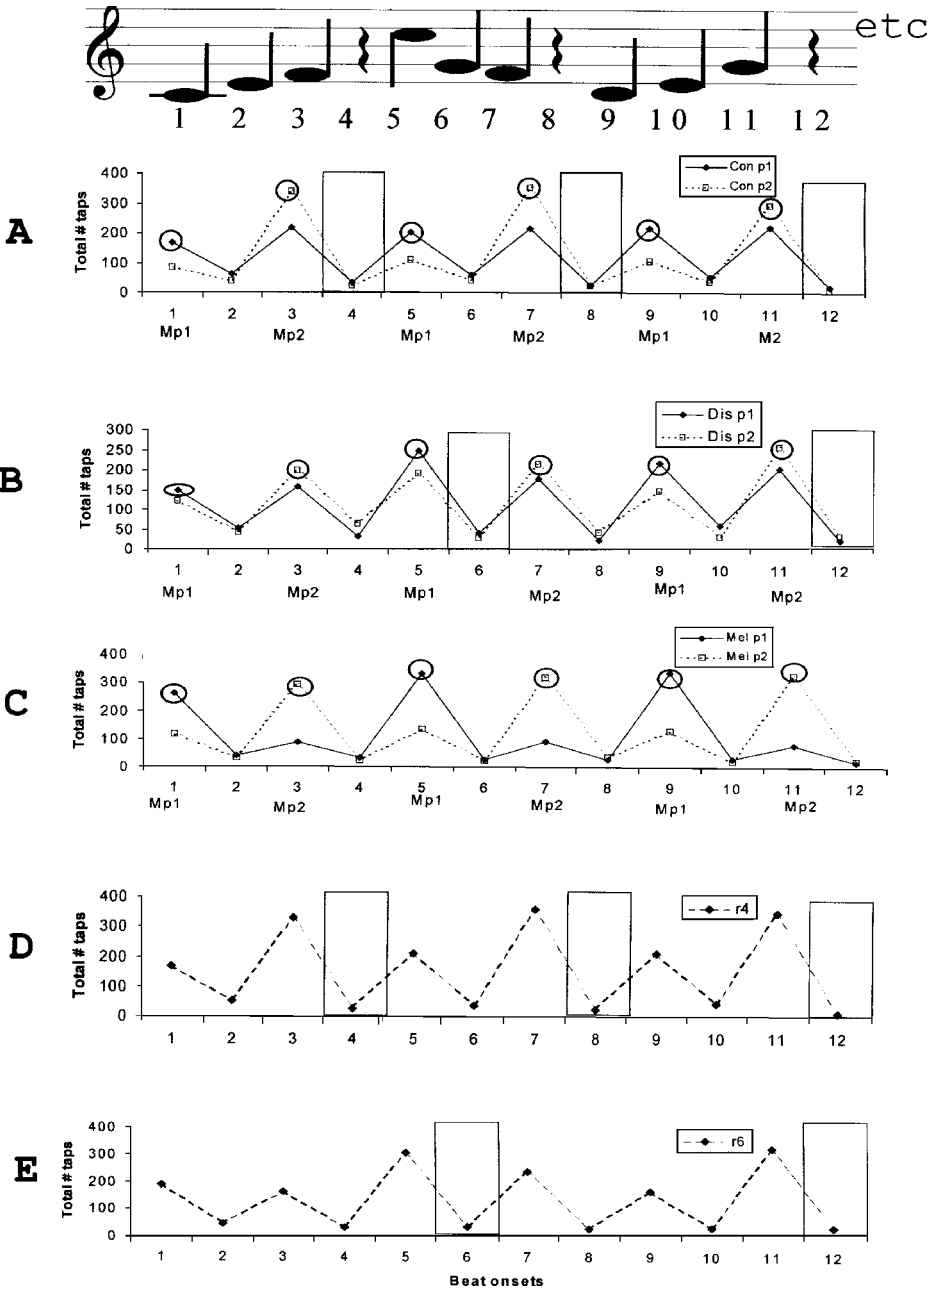 etc
1 2 3 4 5 6 7 8 9 10 11 12
A
Total # taps
400
300
200
100
0
Con p1
Con p2
1 2 3 4 5 6 7 8 9 10 11 12
Mp1 Mp2 Mp1 Mp2 Mp1 M2
B
Total # taps
300
250
200
150
100
50
0
Dis p1
Dis p2
1 2 3 4 5 6 7 8 9 10 11 12
Mp1 Mp2 Mp1 Mp2 Mp1 Mp2
C
Total # taps
400
300
200
100
0
Mel p1
Mel p2
1 2 3 4 5 6 7 8 9 10 11 12
Mp1 Mp2 Mp1 Mp2 Mp1 Mp2
D
Total # taps
400
300
200
100
0
r4
1 2 3 4 5 6 7 8 9 10 11 12
E
Total # taps
400
300
200
100
0
r6
1 2 3 4 5 6 7 8 9 10 11 12
Beat onsets